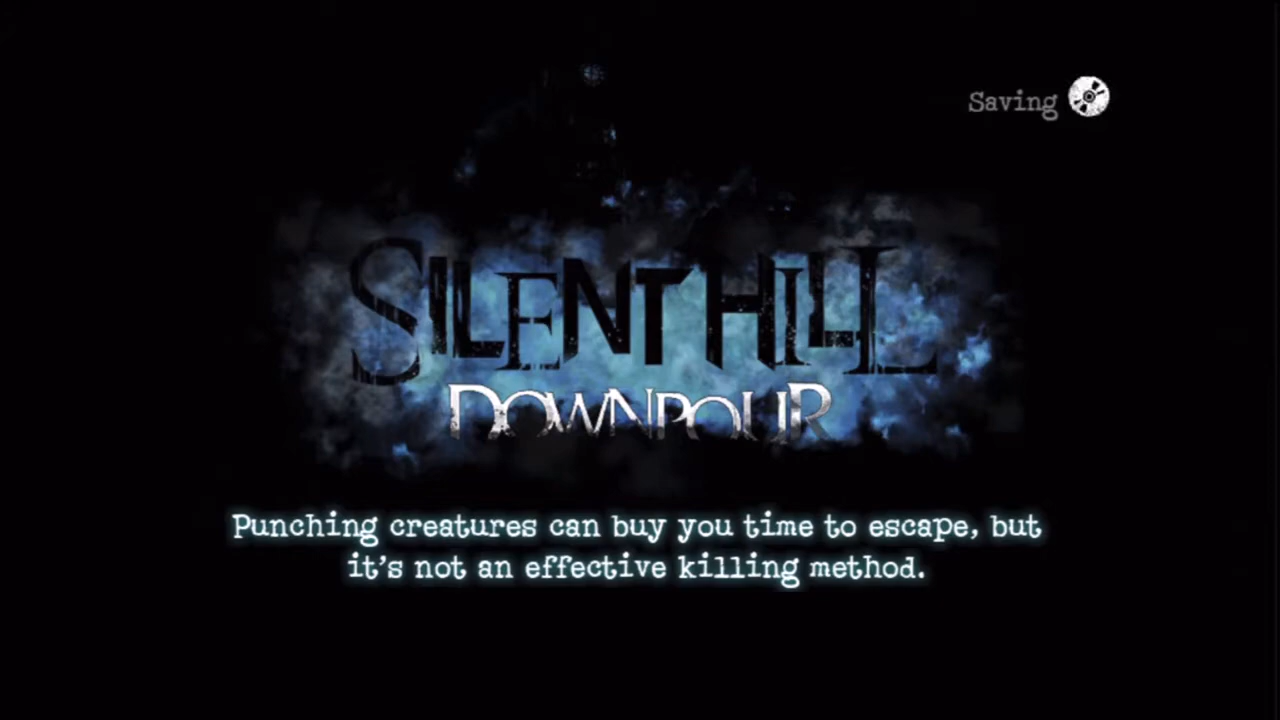 Saving
SILENT HILL
DOWNPOUR
Punching creatures can buy you time to escape, but
it's not an effective killing method.